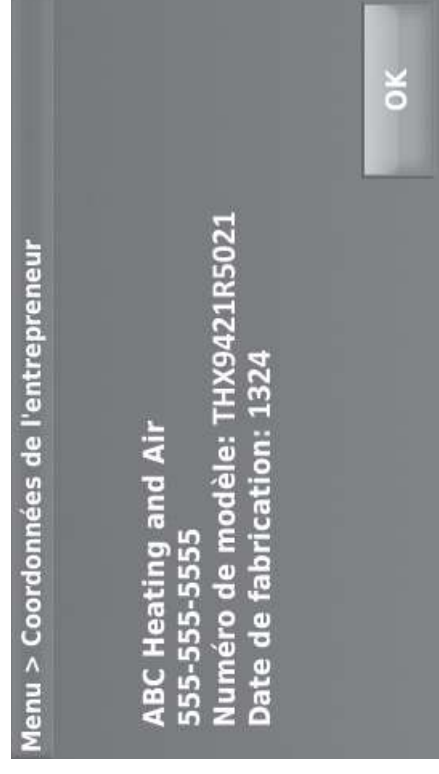 Menu > Coordonnées de l'entrepreneur
ABC Heating and Air
555-555-5555
Numéro de modèle: THX9421R5021
Date de fabrication: 1324
OK